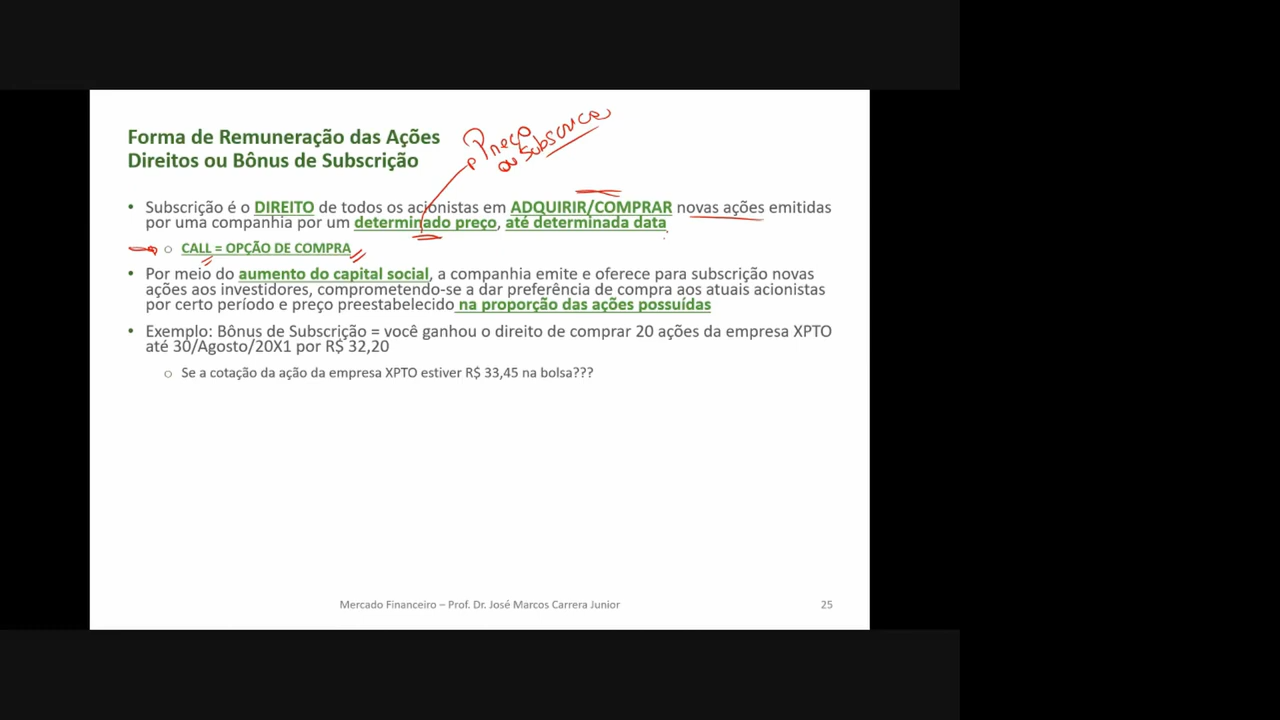 Forma de Remuneração das Ações
Direitos ou Bônus de Subscrição
Preço
ou Subscrição
• Subscrição é o DIREITO de todos os acionistas em ADQUIRIR/COMPRAR novas ações emitidas
por uma companhia por um determinado preço, até determinada data
o CALL = OPÇÃO DE COMPRA
• Por meio do aumento do capital social, a companhia emite e oferece para subscrição novas
ações aos investidores, comprometendo-se a dar preferência de compra aos atuais acionistas
por certo período e preço preestabelecido na proporção das ações possuídas
• Exemplo: Bônus de Subscrição = você ganhou o direito de comprar 20 ações da empresa XPTO
até 30/Agosto/20X1 por R$ 32,20
o Se a cotação da ação da empresa XPTO estiver R$ 33,45 na bolsa???
Mercado Financeiro – Prof. Dr. José Marcos Carrera Junior
25